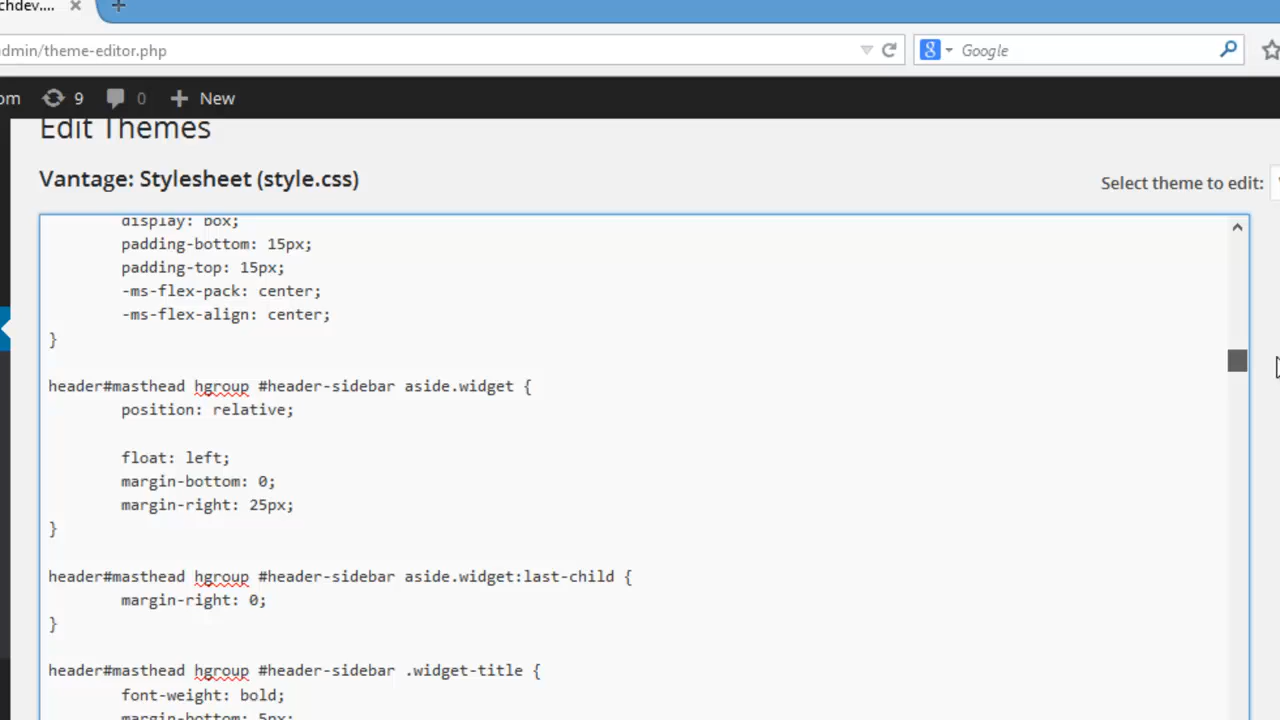 chdev....
dmin/theme-editor.php
Google
om 9 0 New
Edit Themes
Vantage: Stylesheet (style.css)
Select theme to edit:
display: box;
padding-bottom: 15px;
padding-top: 15px;
-ms-flex-pack: center;
-ms-flex-align: center;
}
header#masthead hgroup #header-sidebar aside.widget {
position: relative;
float: left;
margin-bottom: 0;
margin-right: 25px;
}
header#masthead hgroup #header-sidebar aside.widget:last-child {
margin-right: 0;
}
header#masthead hgroup #header-sidebar .widget-title {
font-weight: bold;
margin-bottom: 5px;